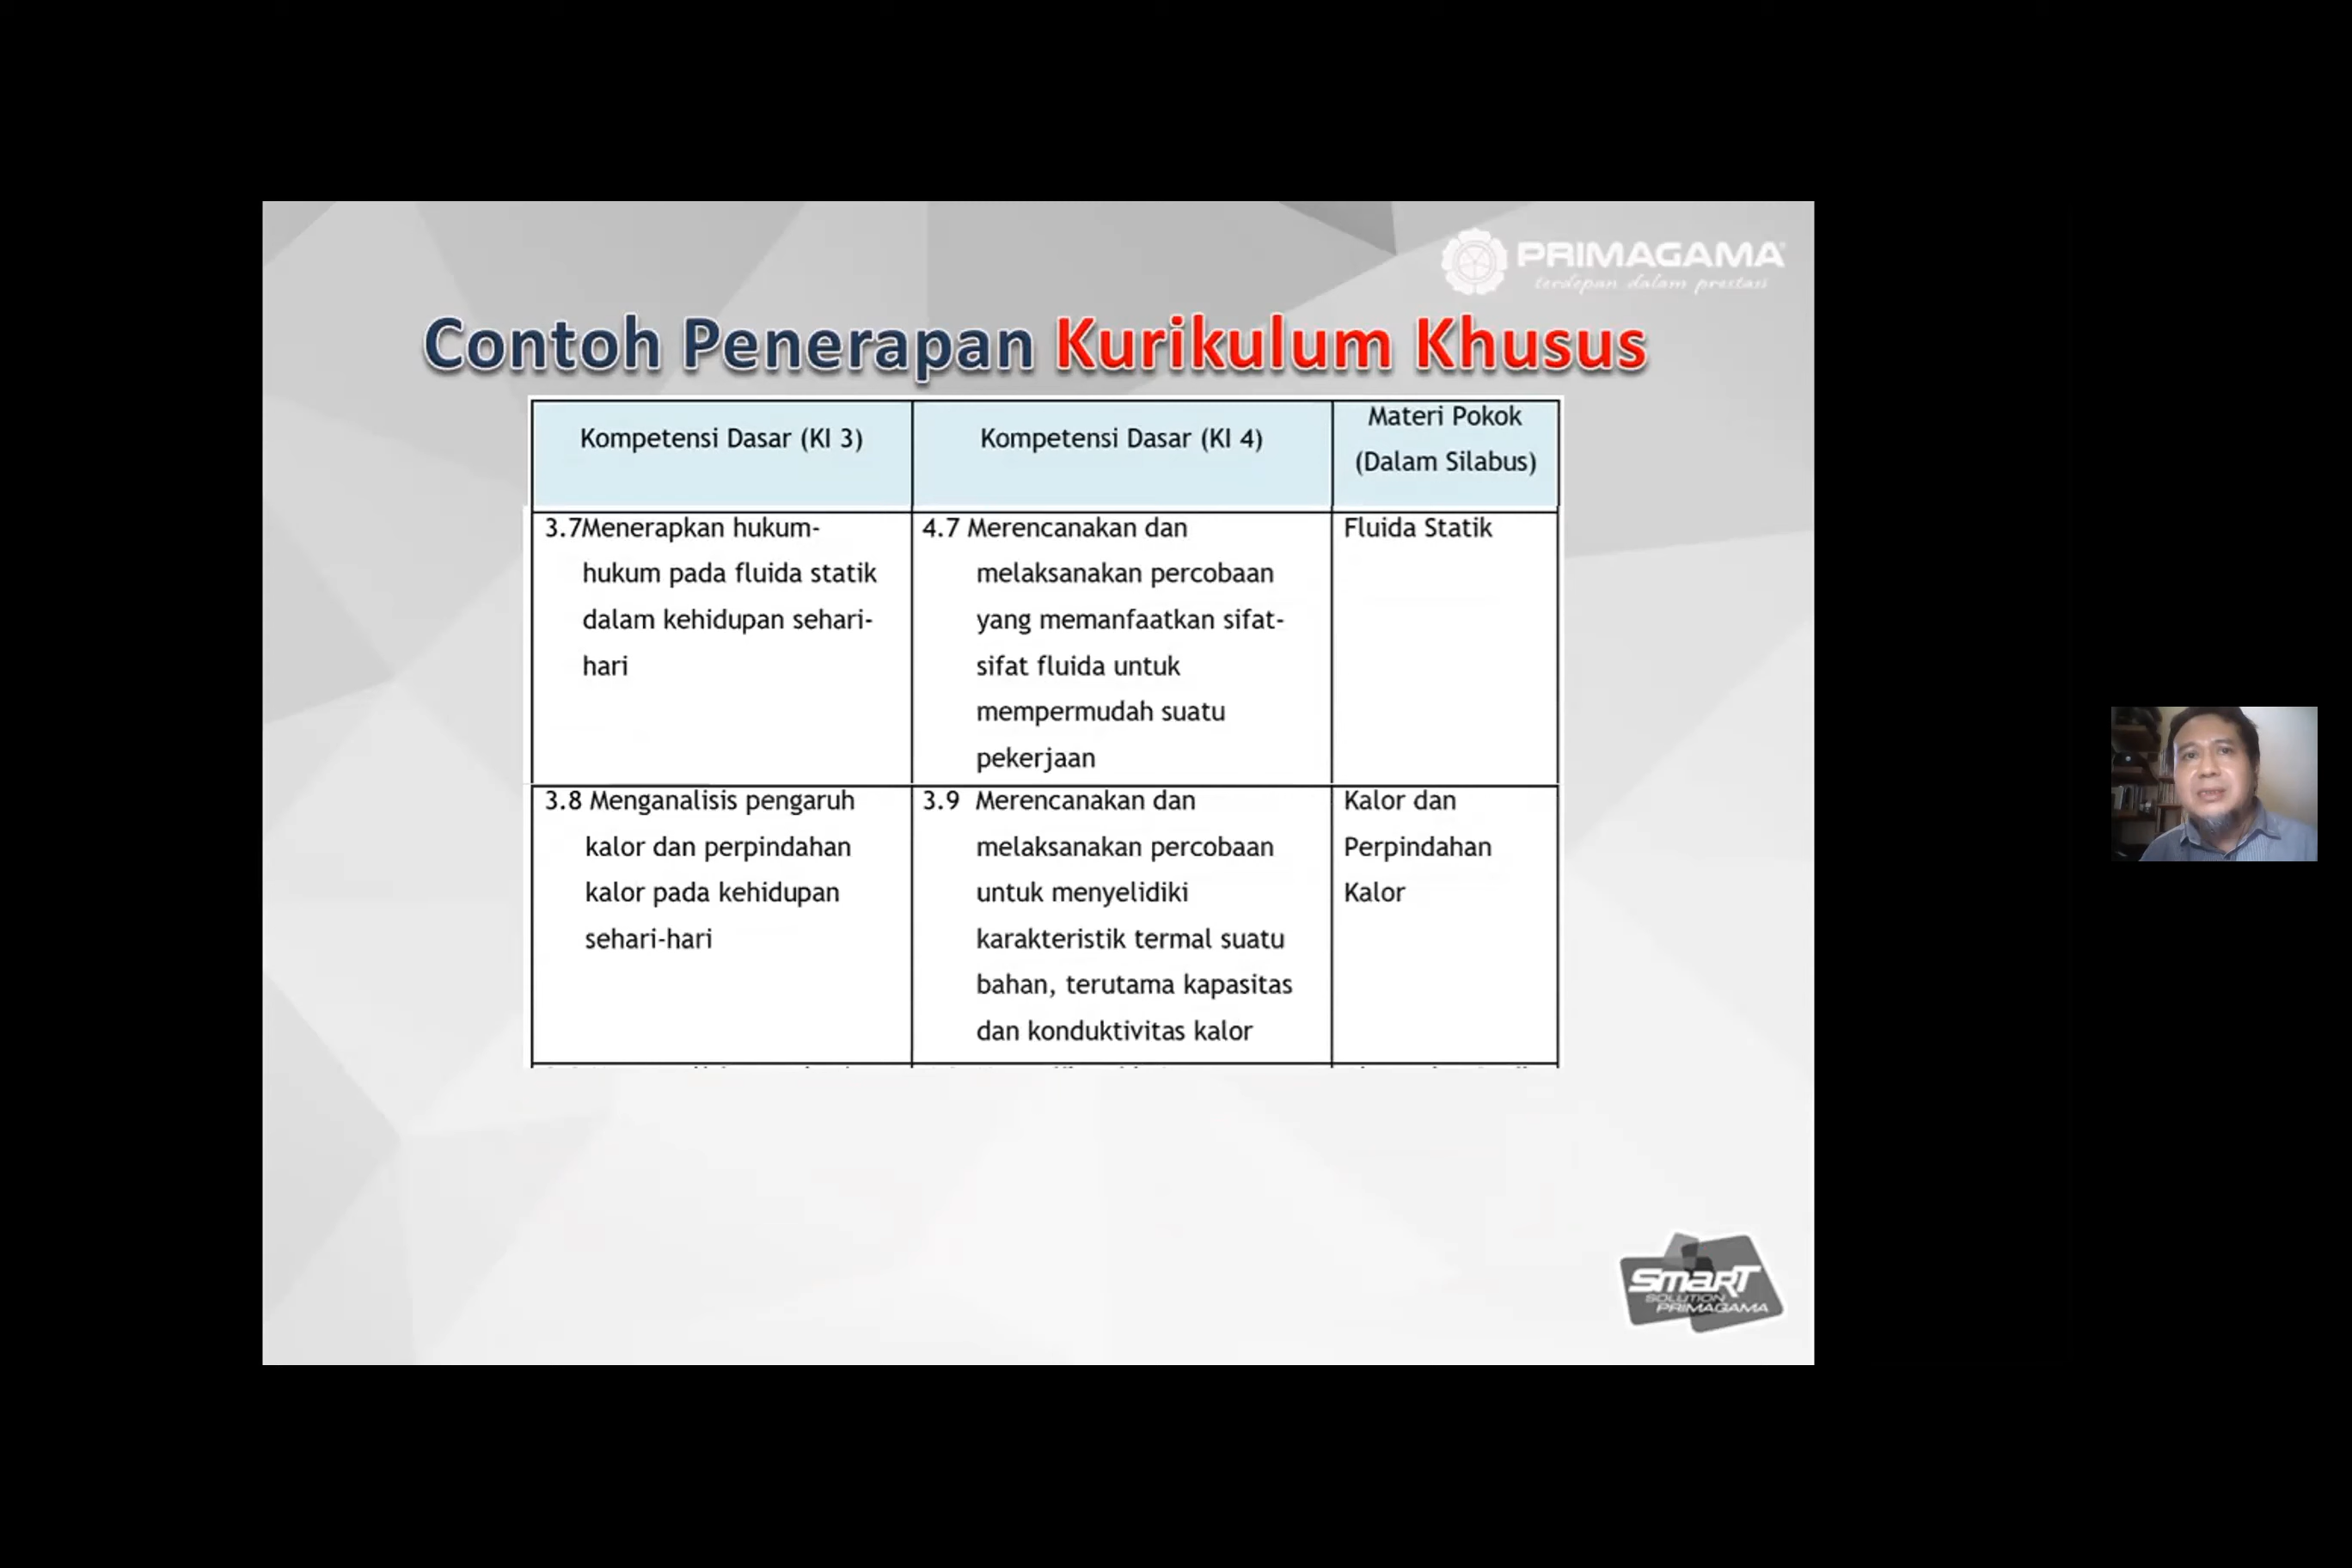 PRIMAGAMA
terdepan dalam prestasi
Contoh Penerapan Kurikulum Khusus
Kompetensi Dasar (KI 3)
Kompetensi Dasar (KI 4)
Materi Pokok
(Dalam Silabus)
3.7Menerapkan hukum-
hukum pada fluida statik
dalam kehidupan sehari-
hari
4.7 Merencanakan dan
melaksanakan percobaan
yang memanfaatkan sifat-
sifat fluida untuk
mempermudah suatu
pekerjaan
Fluida Statik
3.8 Menganalisis pengaruh
kalor dan perpindahan
kalor pada kehidupan
sehari-hari
3.9 Merencanakan dan
melaksanakan percobaan
untuk menyelidiki
karakteristik termal suatu
bahan, terutama kapasitas
dan konduktivitas kalor
Kalor dan
Perpindahan
Kalor
smarT
SOLUTION
PRIMAGAMA